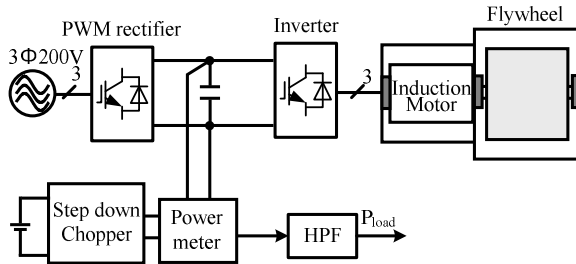 Flywheel
PWM rectifier
Inverter
3Φ200V
3
3
Induction
Motor
Step down
Chopper
Power
meter
HPF
Pload